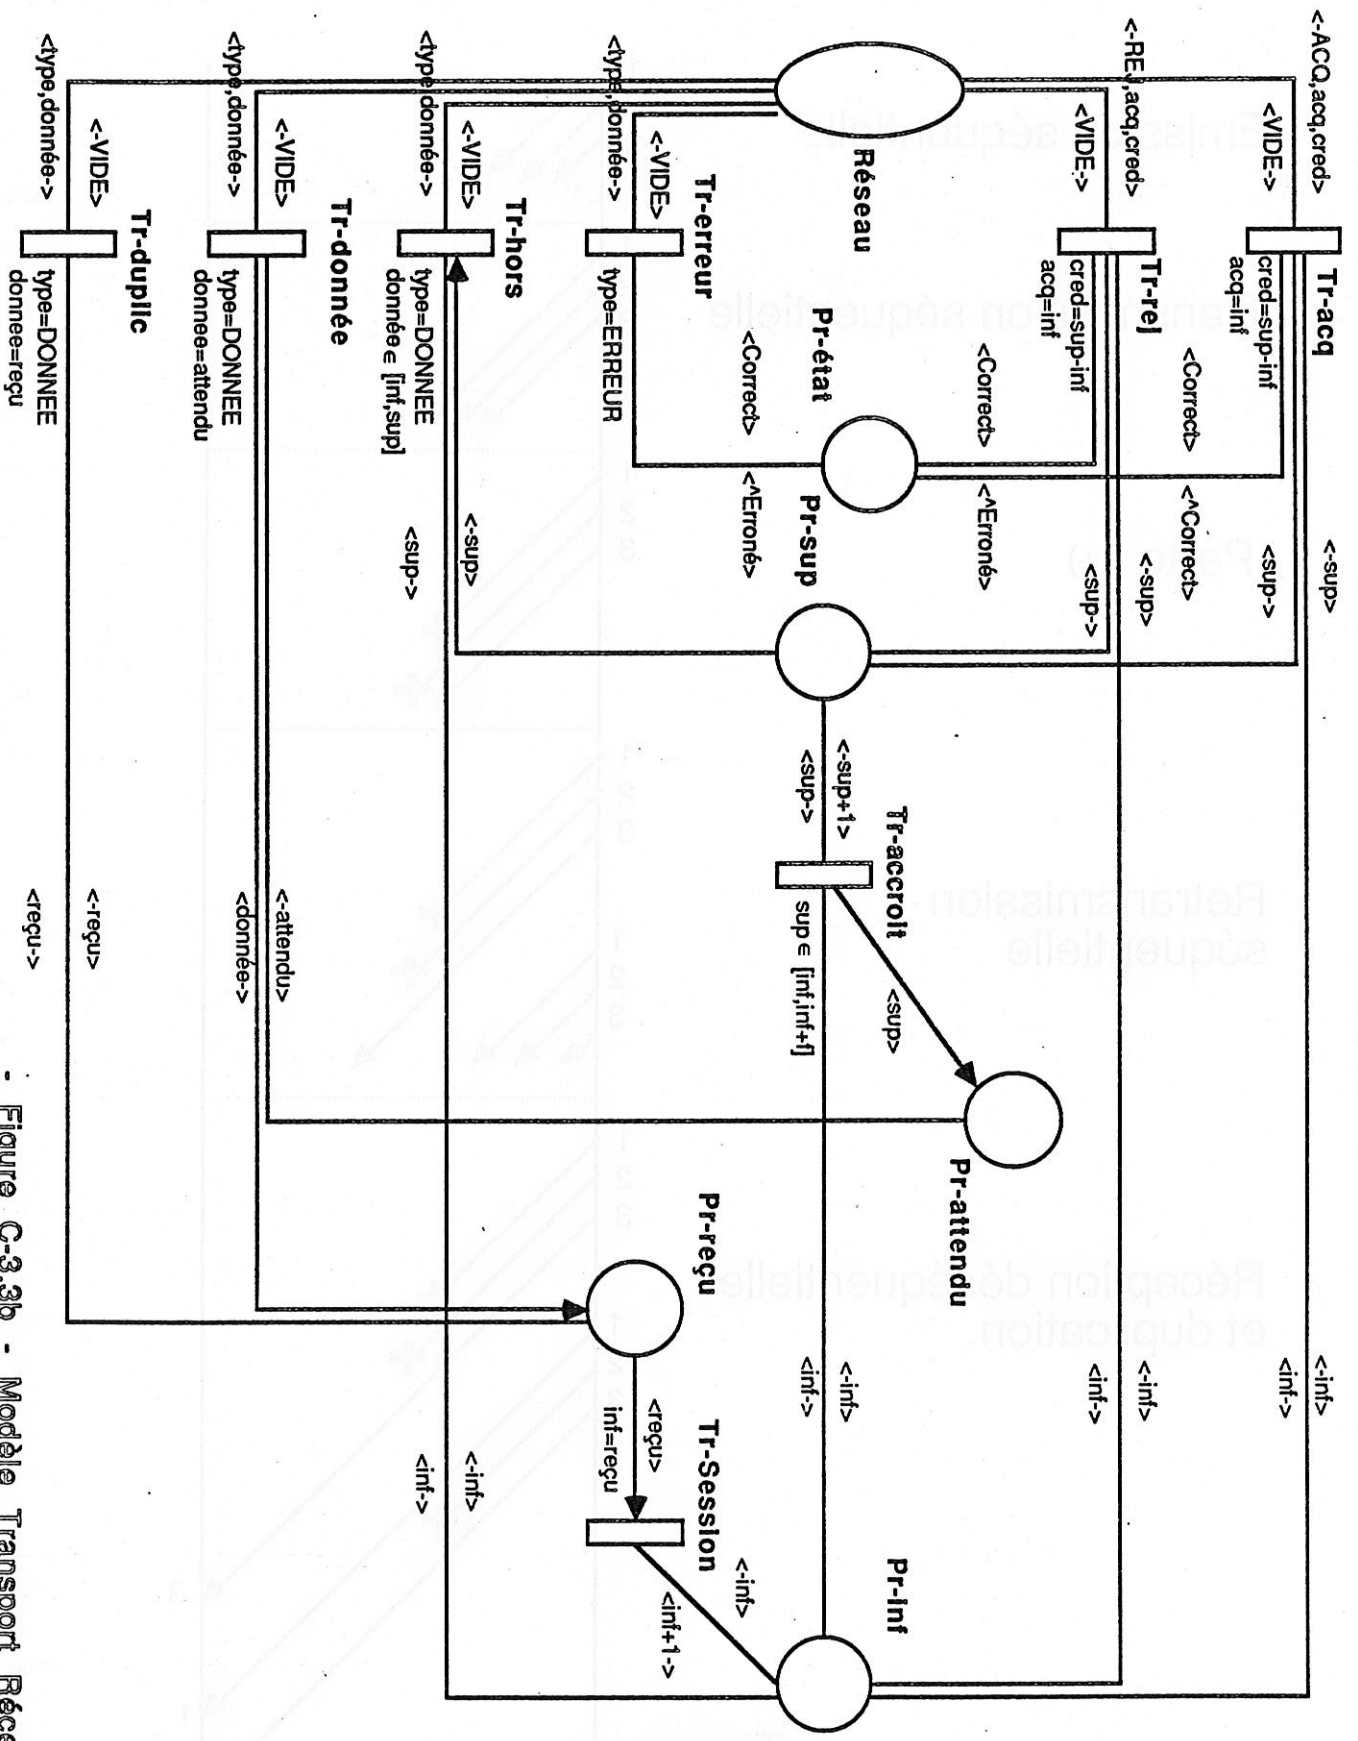 <-ACQ,acq,cred>
<VIDE->
Tr-acq
cred=sup-inf
acq=inf
<-sup>
<sup->
<-inf>
<inf->
<Correct>
<^Correct>
<-REJ,acq,cred>
<VIDE->
Tr-rej
cred=sup-inf
acq=inf
<-sup>
<sup->
<-inf>
<inf->
<Correct>
<^Erroné>
Réseau
Pr-état
Pr-sup
<-sup+1>
<sup->
Tr-accroit
sup ∈ [inf,inf+f]
<sup>
Pr-attendu
<-inf>
<inf->
Pr-inf
Tr-erreur
<-VIDE>
<type,donnée->
type=ERREUR
<Correct>
<^Erroné>
Pr-reçu
<reçu>
inf=reçu
Tr-Session
<-inf>
<inf+1->
Tr-hors
<-VIDE>
<type,donnée->
type=DONNEE
donnée ∈ [inf,sup]
<-sup>
<sup->
<-inf>
<inf->
Tr-donnée
<-VIDE>
<type,donnée->
type=DONNEE
donnee=attendu
<-attendu>
<donnée->
Tr-duplic
<-VIDE>
<type,donnée->
type=DONNEE
donnee=reçu
<-reçu>
<reçu->
- Figure C-3.3b - Modèle Transport Réce